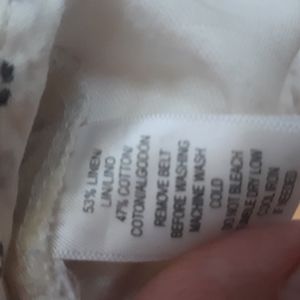 53% LINEN/
LIN/LINO
47% COTTON/
COTON/ALGODON
REMOVE BELT
BEFORE WASHING
MACHINE WASH
COLD
DO NOT BLEACH
TUMBLE DRY LOW
COOL IRON
IF NEEDED